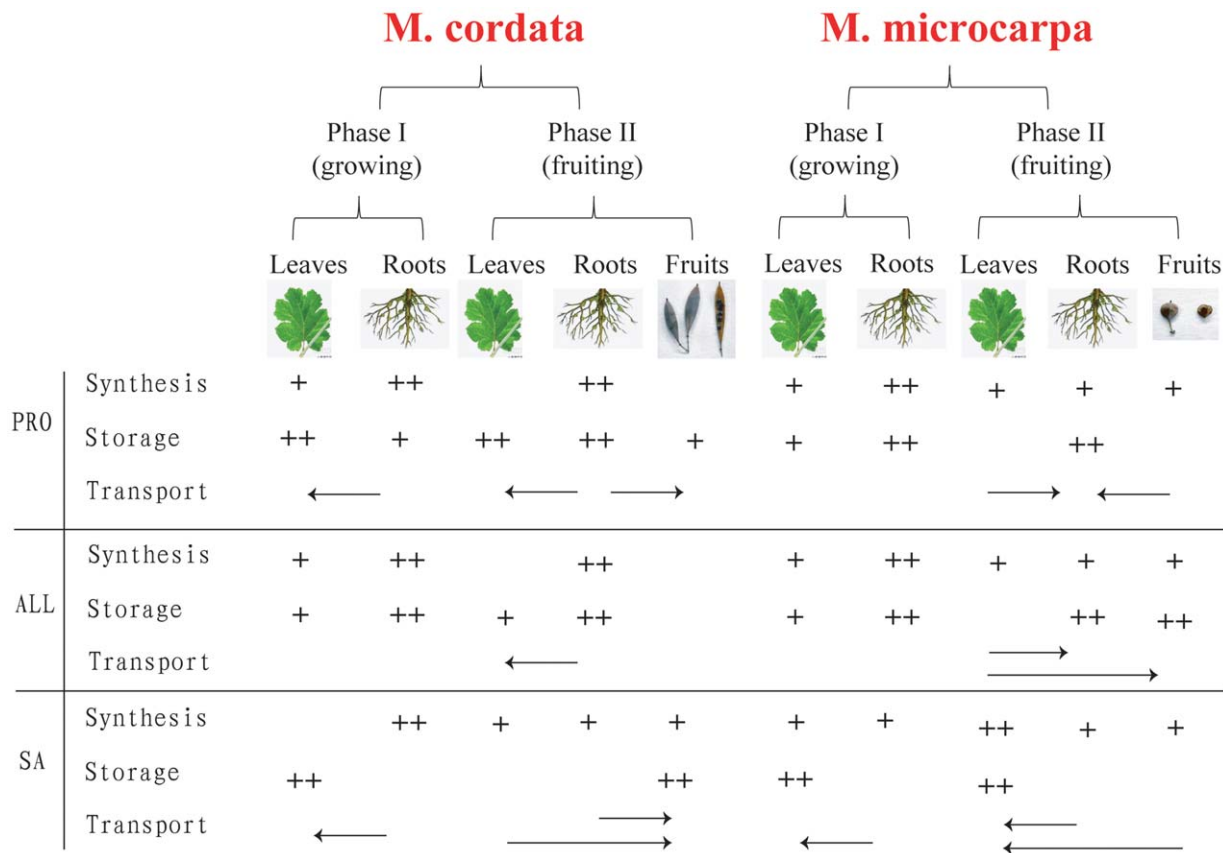 M. cordata M. microcarpa
Phase I Phase II Phase I Phase II
(growing) (fruiting) (growing) (fruiting)
Leaves Roots Leaves Roots Fruits Leaves Roots Leaves Roots Fruits
PRO
Synthesis + ++ ++ + ++ + + +
Storage ++ + ++ ++ + + ++ ++
Transport
ALL
Synthesis + ++ ++ + ++ + + +
Storage + ++ + ++ + ++ ++ ++
Transport
SA
Synthesis ++ + + + + + ++ + +
Storage ++ ++ ++ ++
Transport